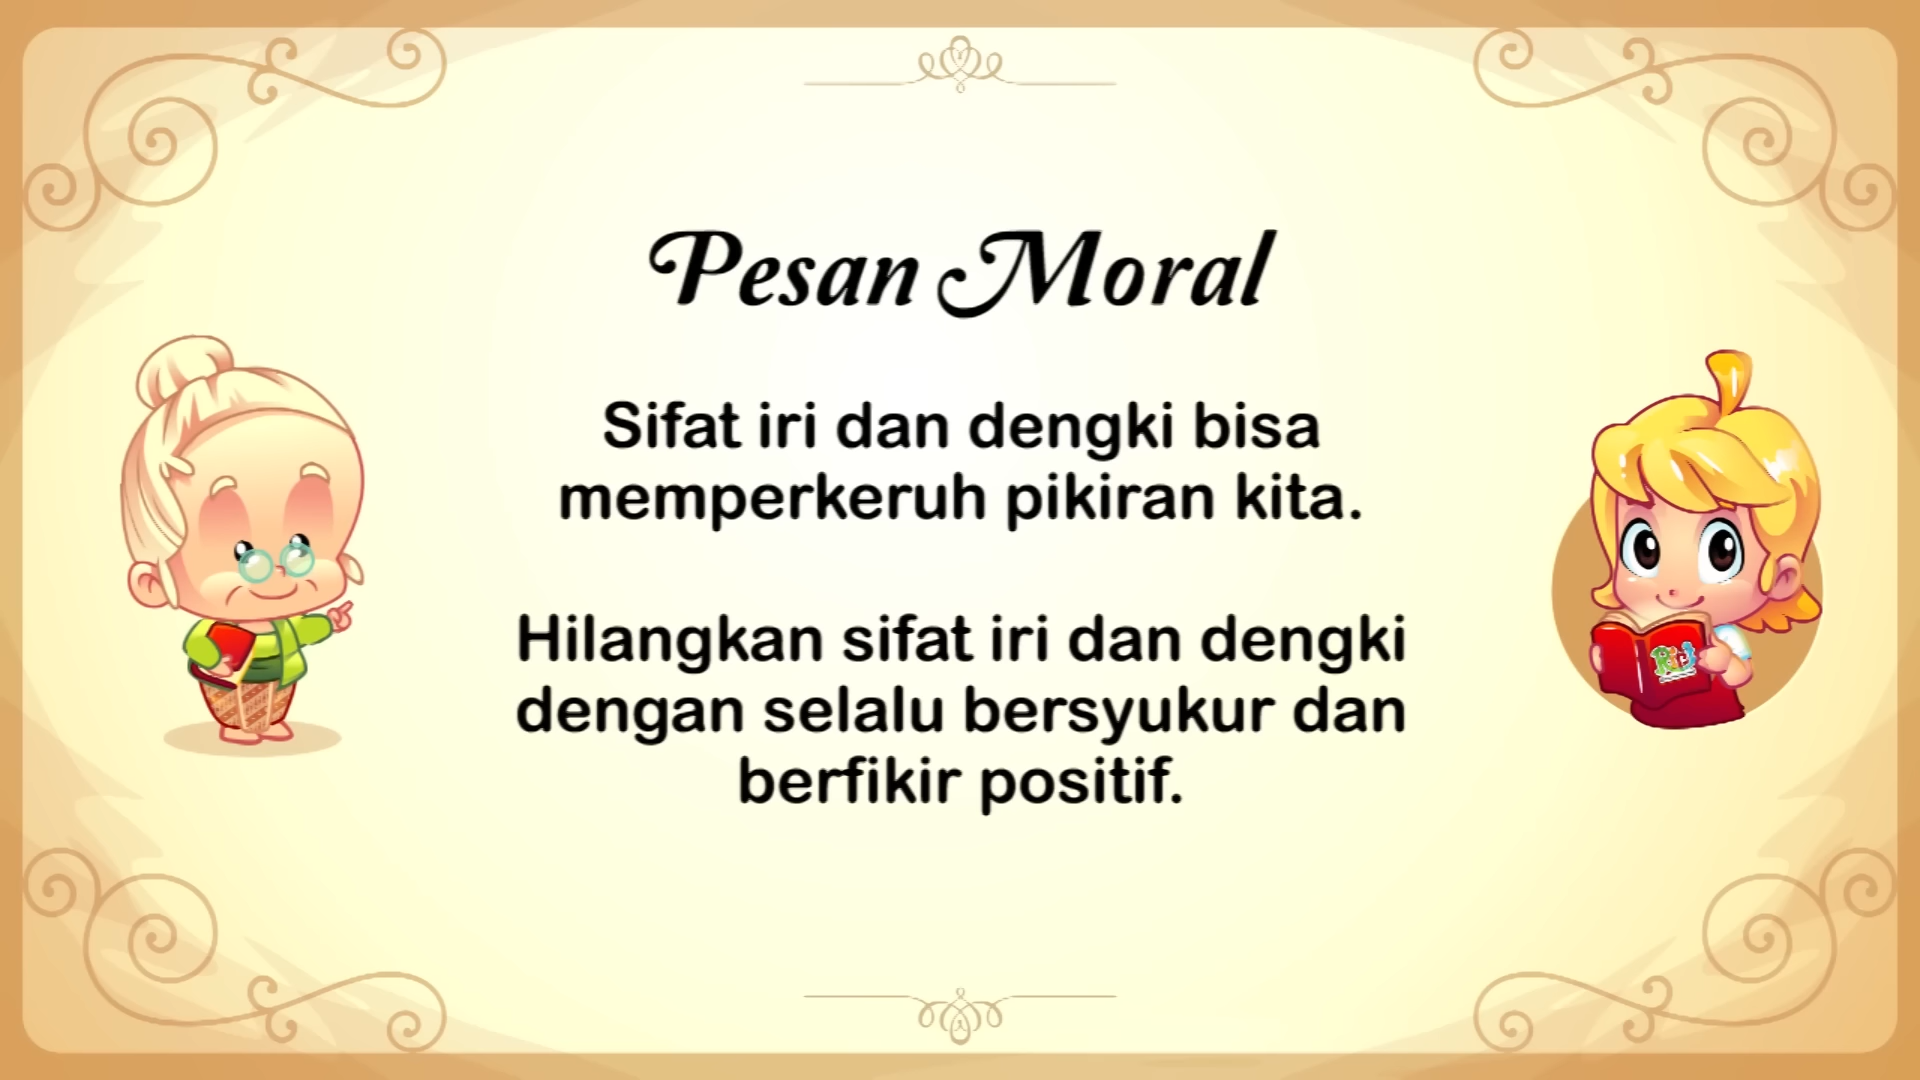 Pesan Moral
Sifat iri dan dengki bisa
memperkeruh pikiran kita.
Hilangkan sifat iri dan dengki
dengan selalu bersyukur dan
berfikir positif.
Riri